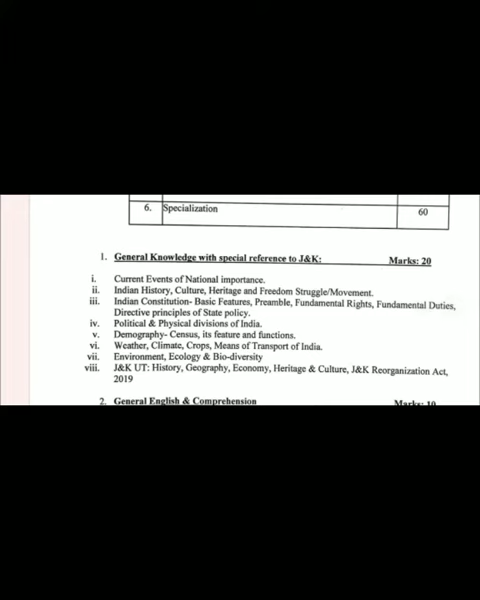 6. Specialization 60
1. General Knowledge with special reference to J&K: Marks: 20
i. Current Events of National importance.
ii. Indian History, Culture, Heritage and Freedom Struggle/Movement.
iii. Indian Constitution- Basic Features, Preamble, Fundamental Rights, Fundamental Duties,
Directive principles of State policy.
iv. Political & Physical divisions of India.
v. Demography- Census, its feature and functions.
vi. Weather, Climate, Crops, Means of Transport of India.
vii. Environment, Ecology & Bio-diversity
viii. J&K UT: History, Geography, Economy, Heritage & Culture, J&K Reorganization Act,
2019
2. General English & Comprehension Marks: 10